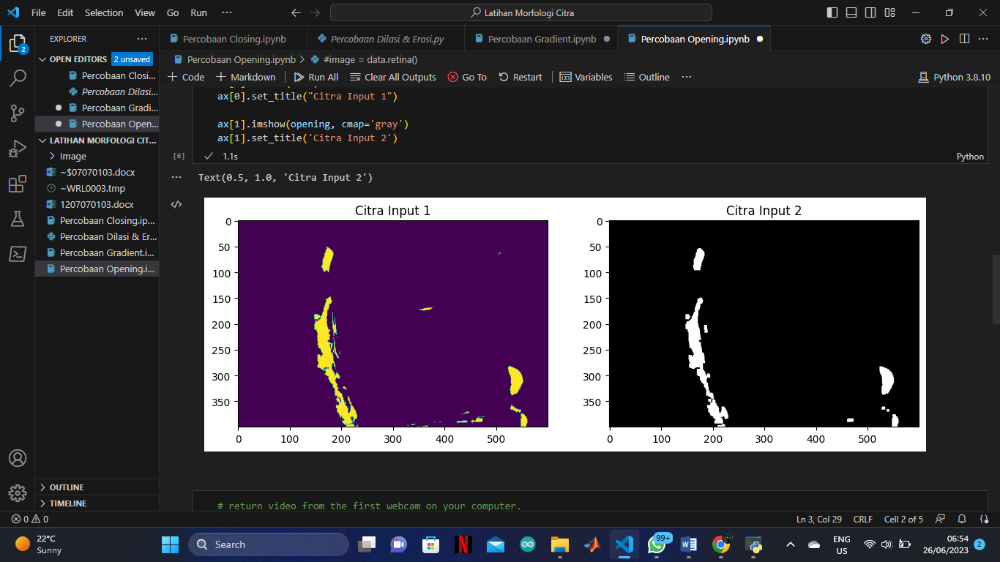 File Edit Selection View Go Run ···
Latihan Morfologi Citra
EXPLORER ···
OPEN EDITORS 2 unsaved
Percobaan Closi...
Percobaan Dilasi...
Percobaan Gradi...
Percobaan Open...
LATIHAN MORFOLOGI CIT...
Image
~$07070103.docx
~WRL0003.tmp
1207070103.docx
Percobaan Closing.ip...
Percobaan Dilasi & Er...
Percobaan Gradient.i...
Percobaan Opening.i...
OUTLINE
TIMELINE
Percobaan Closing.ipynb Percobaan Dilasi & Erosi.py Percobaan Gradient.ipynb Percobaan Opening.ipynb
Percobaan Opening.ipynb > #image = data.retina()
+ Code + Markdown Run All Clear All Outputs Go To Restart Variables Outline ··· Python 3.8.10
ax[0].set_title("Citra Input 1")
ax[1].imshow(opening, cmap='gray')
ax[1].set_title('Citra Input 2')
[6] 1.1s Python
Text(0.5, 1.0, 'Citra Input 2')
Citra Input 1
0
50
100
150
200
250
300
350
0 100 200 300 400 500
Citra Input 2
0
50
100
150
200
250
300
350
0 100 200 300 400 500
# return video from the first webcam on your computer.
0 0 Ln 3, Col 29 CRLF Cell 2 of 5
22°C
Sunny
Search
99+
ENG
US
06:54
26/06/2023
2